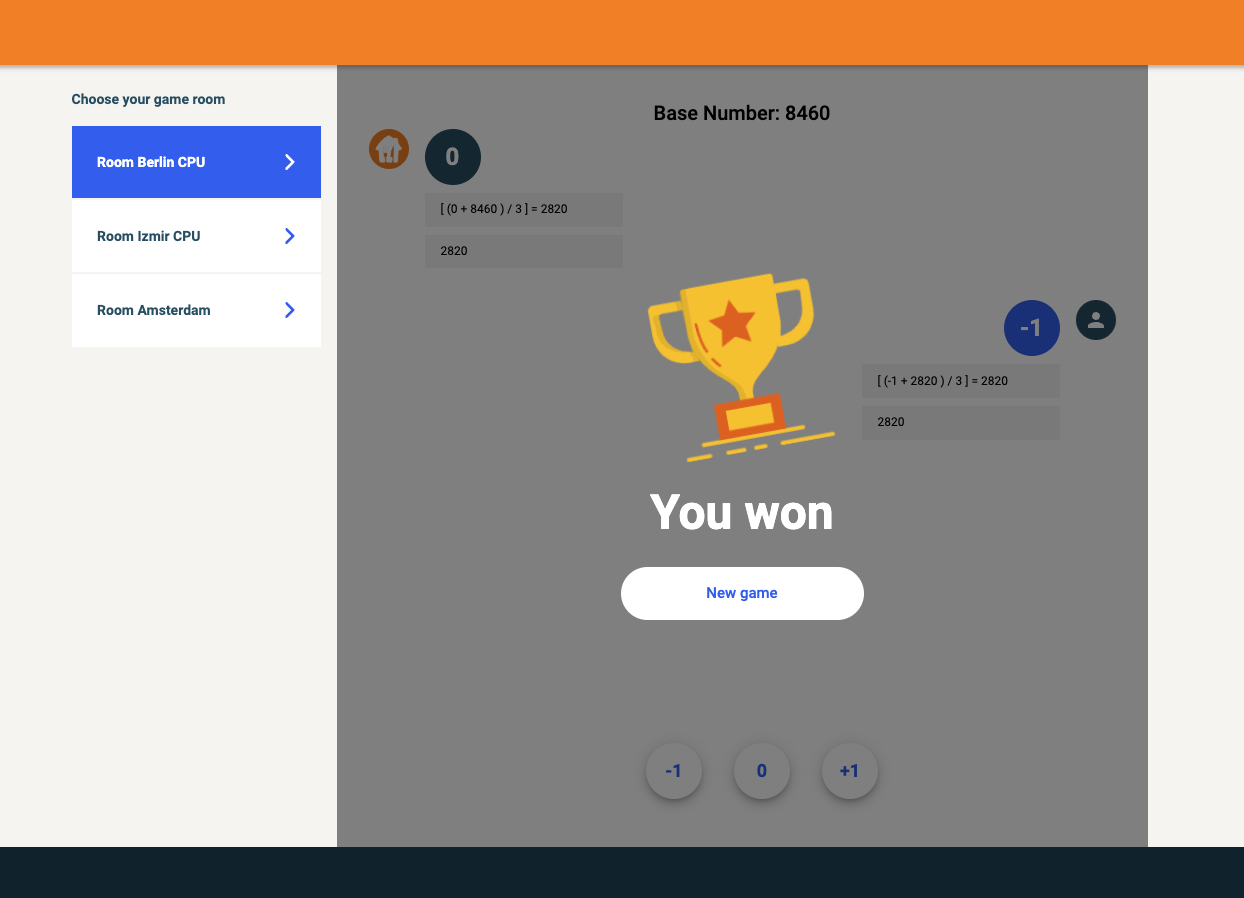 Choose your game room
Room Berlin CPU
Room Izmir CPU
Room Amsterdam
Base Number: 8460
0
[ (0 + 8460 ) / 3 ] = 2820
2820
-1
[ (-1 + 2820 ) / 3 ] = 2820
2820
You won
New game
-1 0 +1